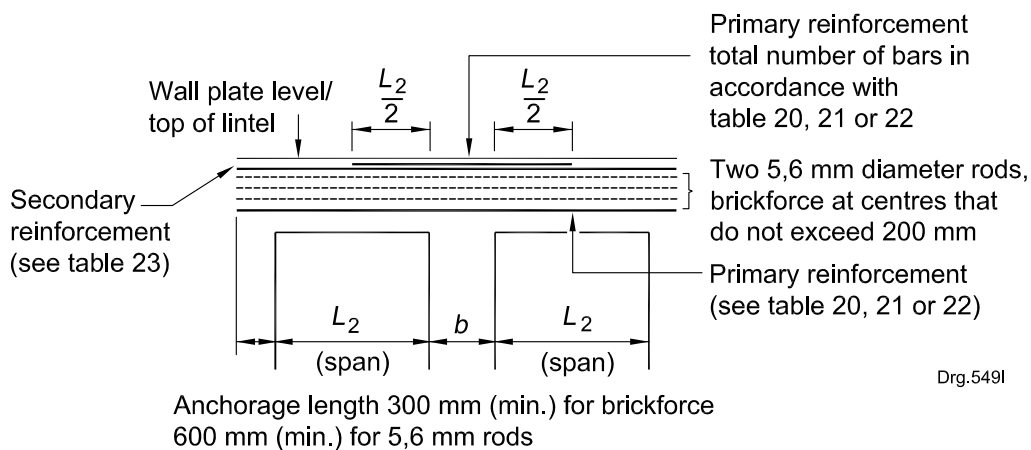 Primary reinforcement
total number of bars in
accordance with
table 20, 21 or 22
Wall plate level/
top of lintel
L2
2
L2
2
Secondary
reinforcement
(see table 23)
Two 5,6 mm diameter rods,
brickforce at centres that
do not exceed 200 mm
Primary reinforcement
(see table 20, 21 or 22)
L2
(span)
b
L2
(span)
Drg.549l
Anchorage length 300 mm (min.) for brickforce
600 mm (min.) for 5,6 mm rods